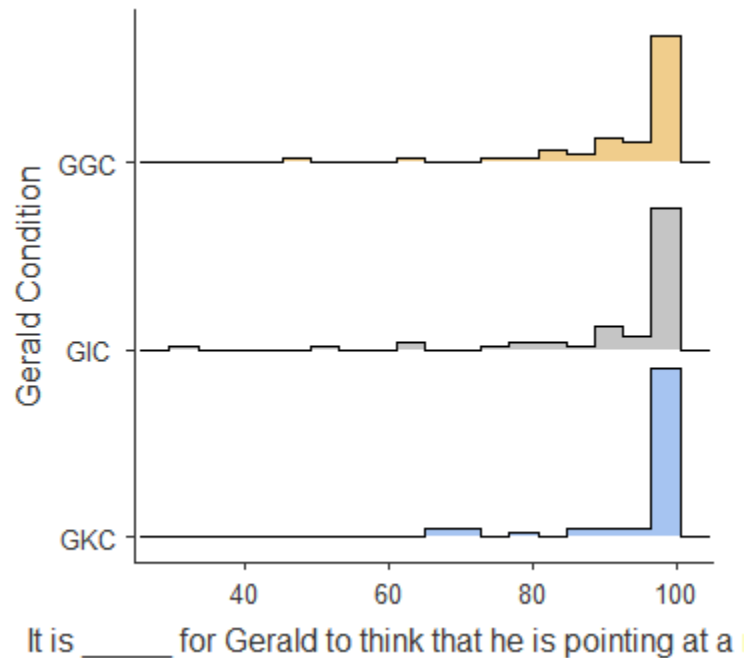 Gerald Condition
GGC
GIC
GKC
40 60 80 100
It is ______ for Gerald to think that he is pointing at a